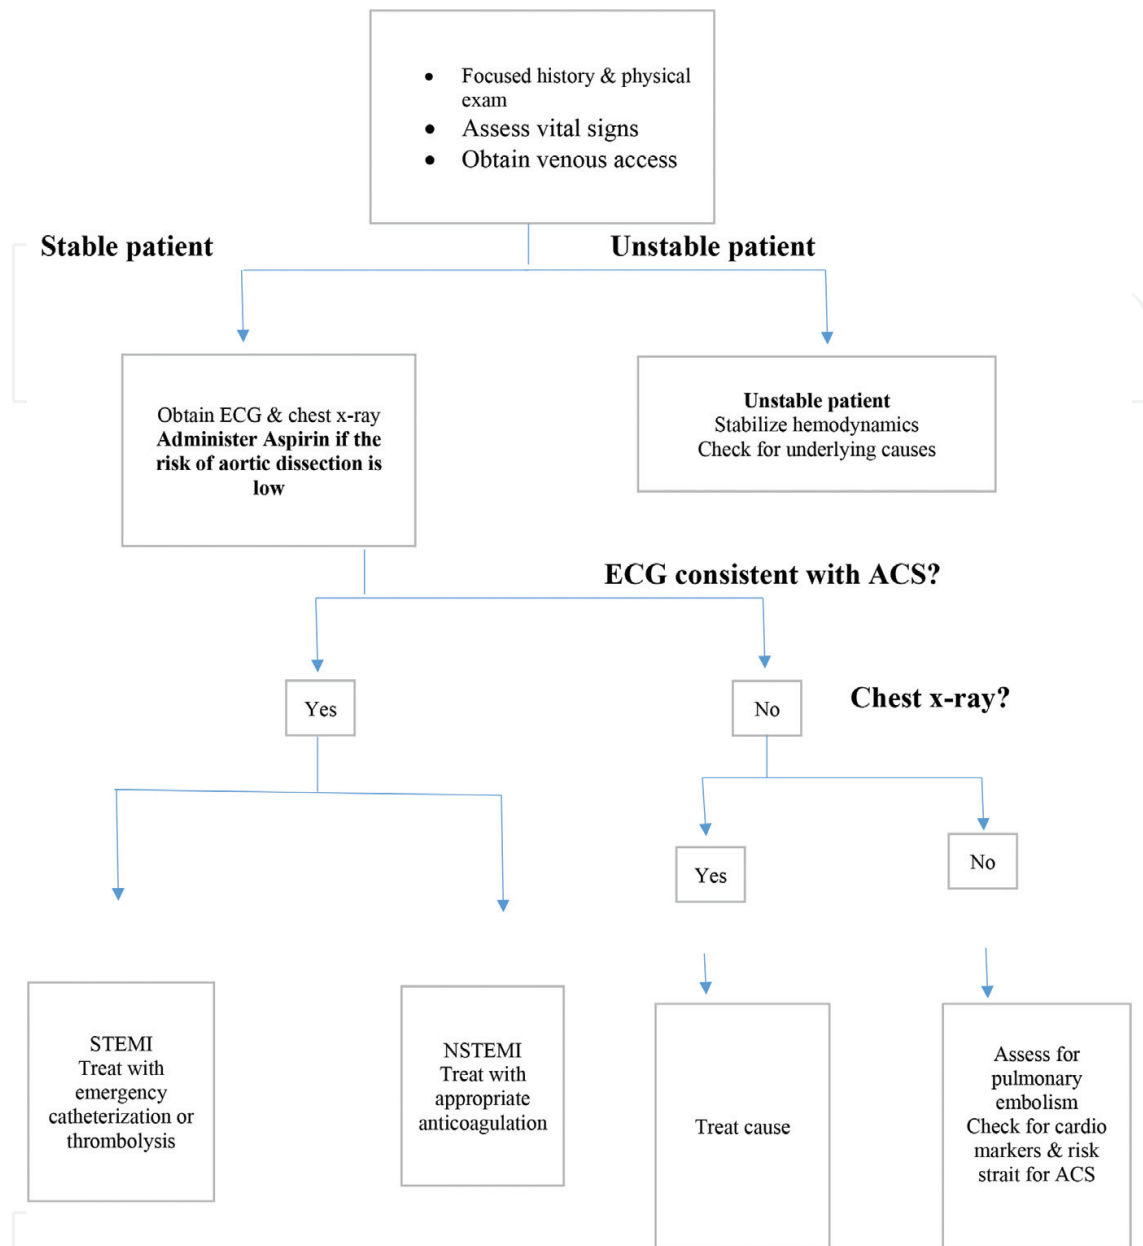 • Focused history & physical
exam
• Assess vital signs
• Obtain venous access
Stable patient
Unstable patient
Obtain ECG & chest x-ray
Administer Aspirin if the
risk of aortic dissection is
low
Unstable patient
Stabilize hemodynamics
Check for underlying causes
ECG consistent with ACS?
Yes
No
Chest x-ray?
Yes
No
STEMI
Treat with
emergency
catheterization or
thrombolysis
NSTEMI
Treat with
appropriate
anticoagulation
Treat cause
Assess for
pulmonary
embolism
Check for cardio
markers & risk
strait for ACS